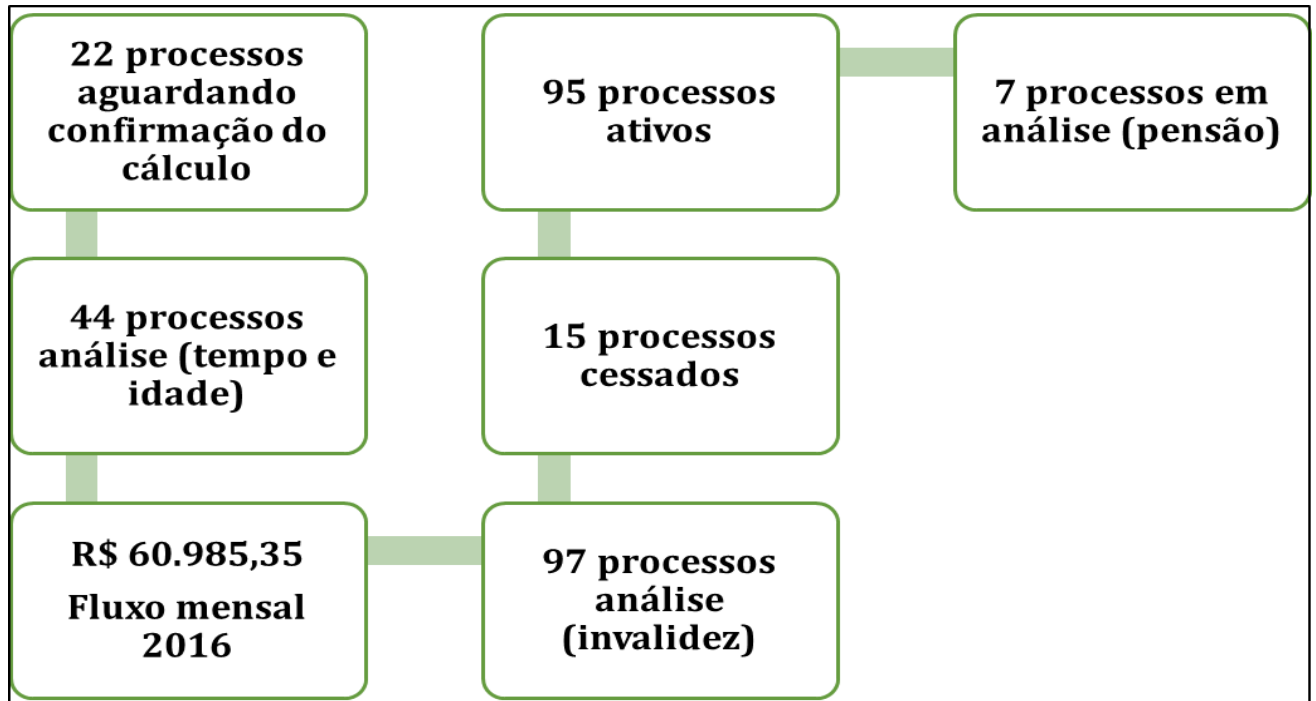 22 processos
aguardando
confirmação do
cálculo
44 processos
análise (tempo e
idade)
R$ 60.985,35
Fluxo mensal
2016
97 processos
análise
(invalidez)
15 processos
cessados
95 processos
ativos
7 processos em
análise (pensão)